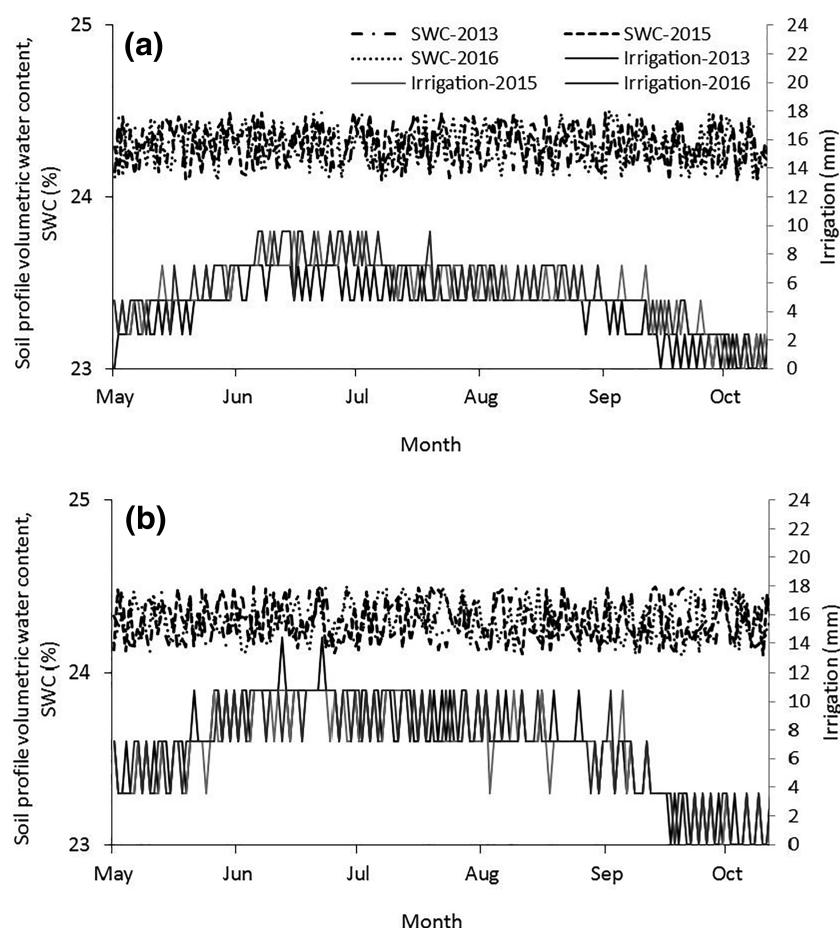 (a)
SWC-2013 SWC-2015
SWC-2016 Irrigation-2013
Irrigation-2015 Irrigation-2016
25
24
23
Soil profile volumetric water content,
SWC (%)
24
22
20
18
16
14
12
10
8
6
4
2
0
Irrigation (mm)
May Jun Jul Aug Sep Oct
Month
(b)
25
24
23
Soil profile volumetric water content,
SWC (%)
24
22
20
18
16
14
12
10
8
6
4
2
0
Irrigation (mm)
May Jun Jul Aug Sep Oct
Month